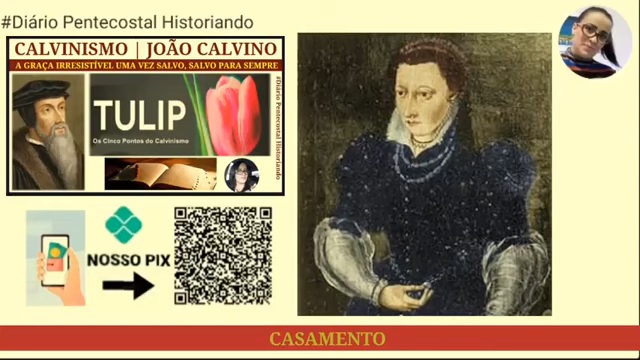 #Diário Pentecostal Historiando
CALVINISMO | JOÃO CALVINO
A GRAÇA IRRESISTÍVEL UMA VEZ SALVO, SALVO PARA SEMPRE
TULIP
Os Cinco Pontos do Calvinismo
#Diário Pentecostal Historiando
NOSSO PIX
CASAMENTO